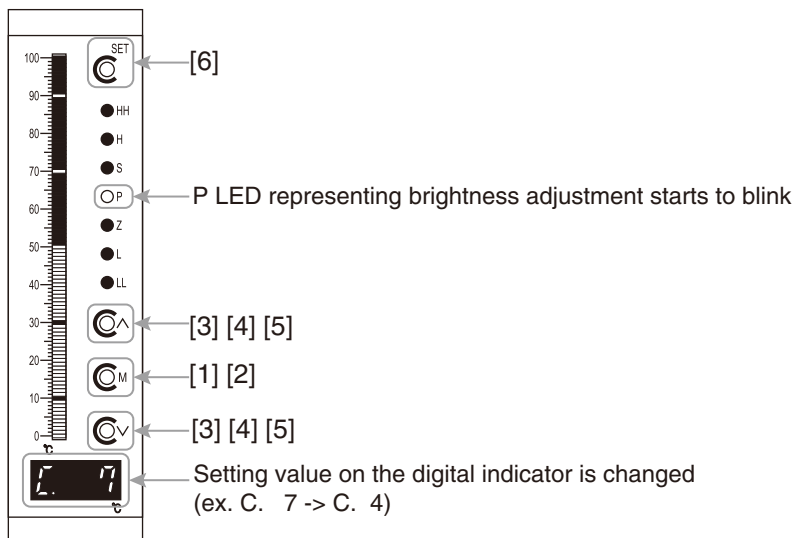 SET
[6]
100
90
HH
80
H
70
S
P
P LED representing brightness adjustment starts to blink
60
Z
50
L
40
LL
30
[3] [4] [5]
20
M
[1] [2]
10
[3] [4] [5]
0
℃
C. 7
Setting value on the digital indicator is changed
(ex. C. 7 -> C. 4)
℃